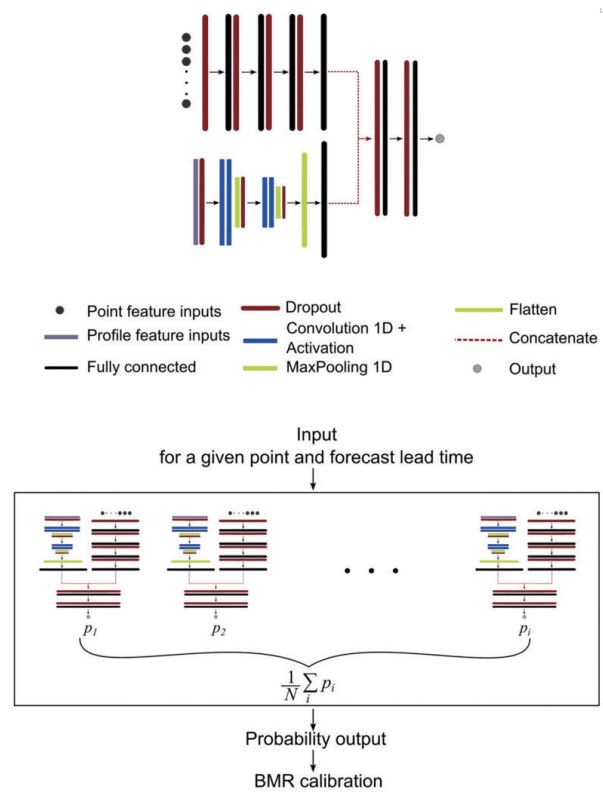 Point feature inputs
Profile feature inputs
Fully connected
Dropout
Convolution 1D +
Activation
MaxPooling 1D
Flatten
Concatenate
Output
Input
for a given point and forecast lead time
p1
p2
pi
1/N ∑i pi
Probability output
BMR calibration